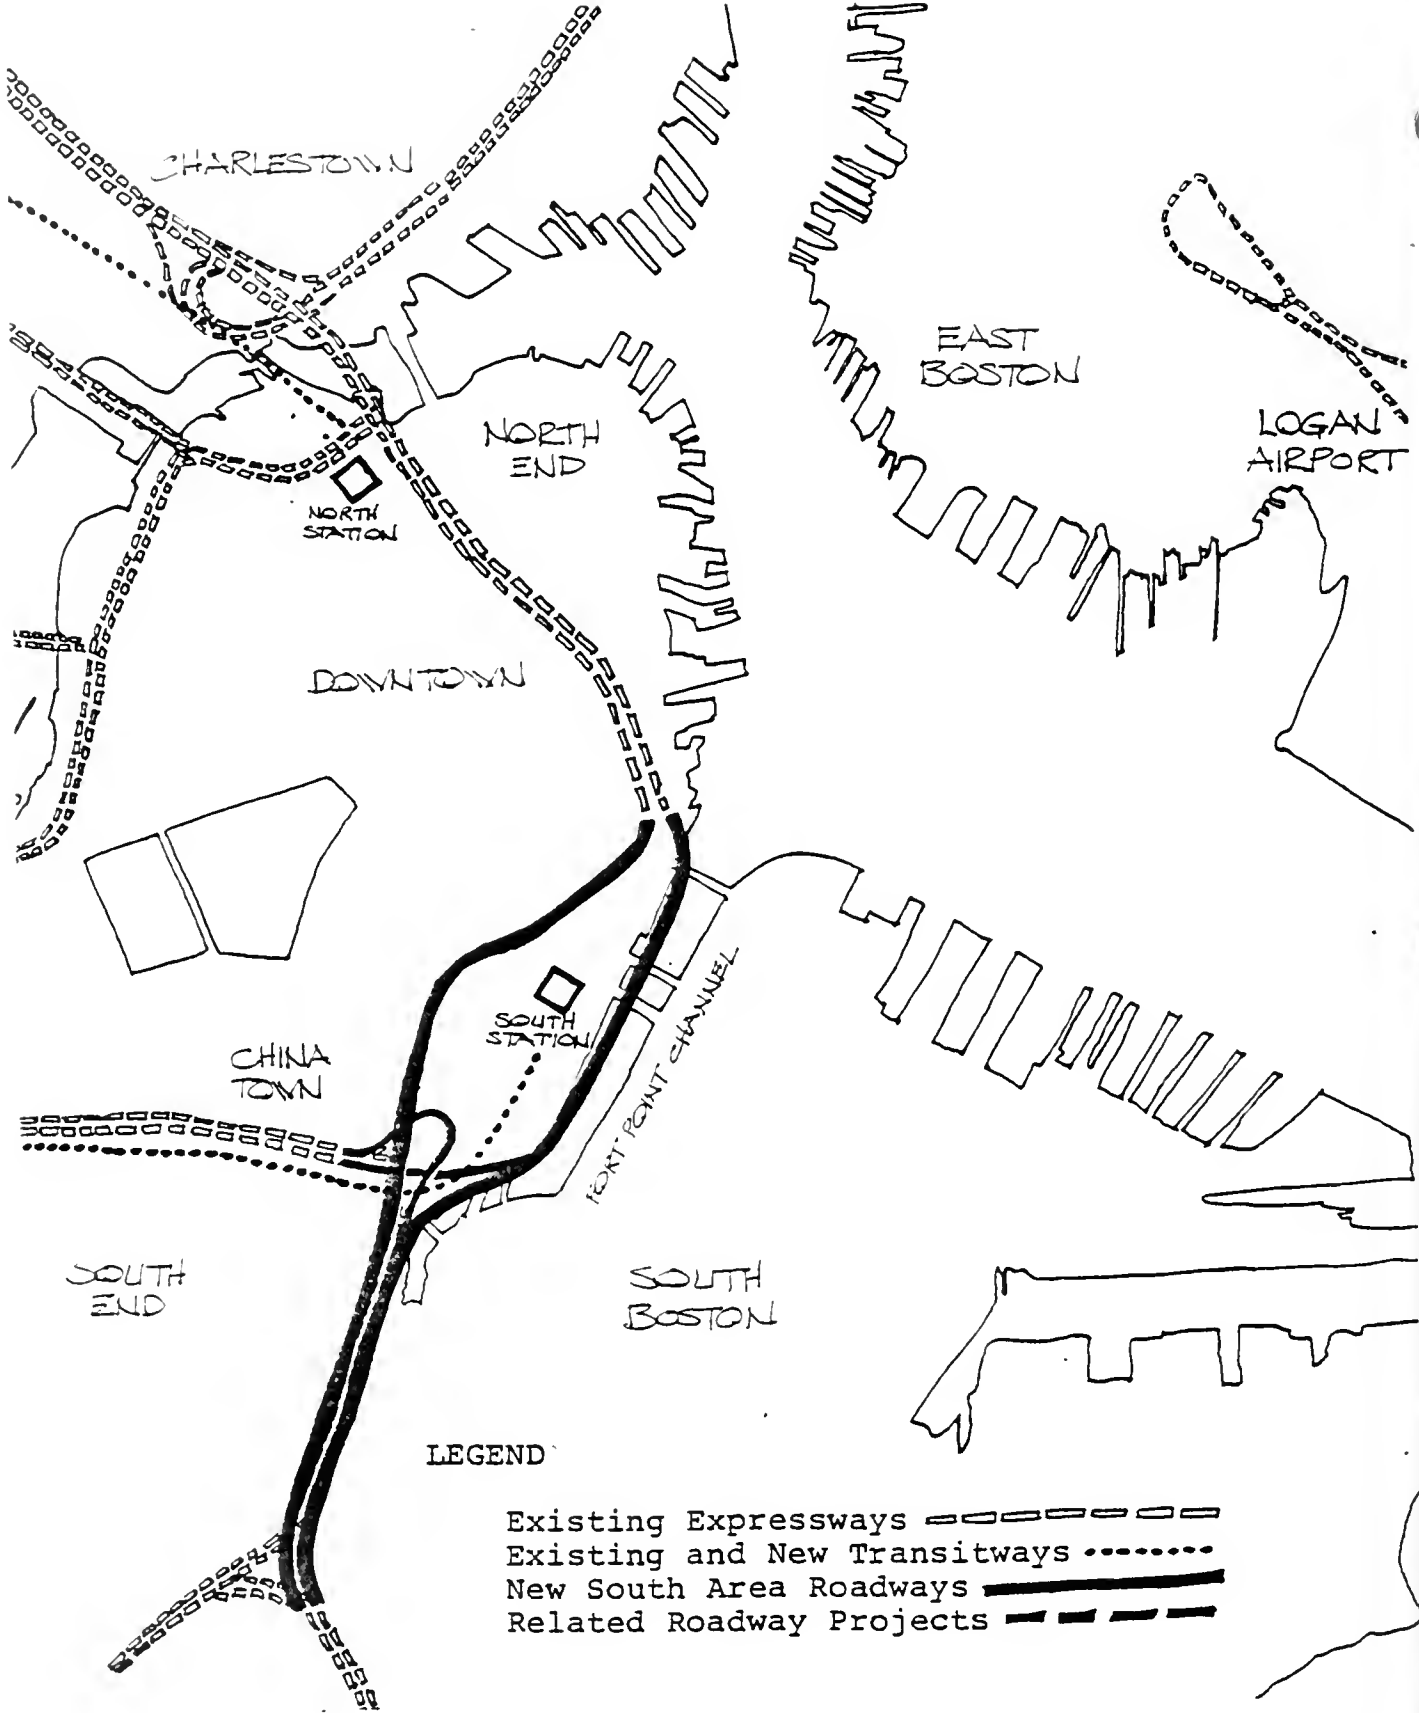 CHARLESTOWN
EAST
BOSTON
LOGAN
AIRPORT
NORTH
END
NORTH
STATION
DOWNTOWN
SOUTH
STATION
FORT POINT CHANNEL
CHINA
TOWN
SOUTH
END
SOUTH
BOSTON
LEGEND
Existing Expressways
Existing and New Transitways
New South Area Roadways
Related Roadway Projects